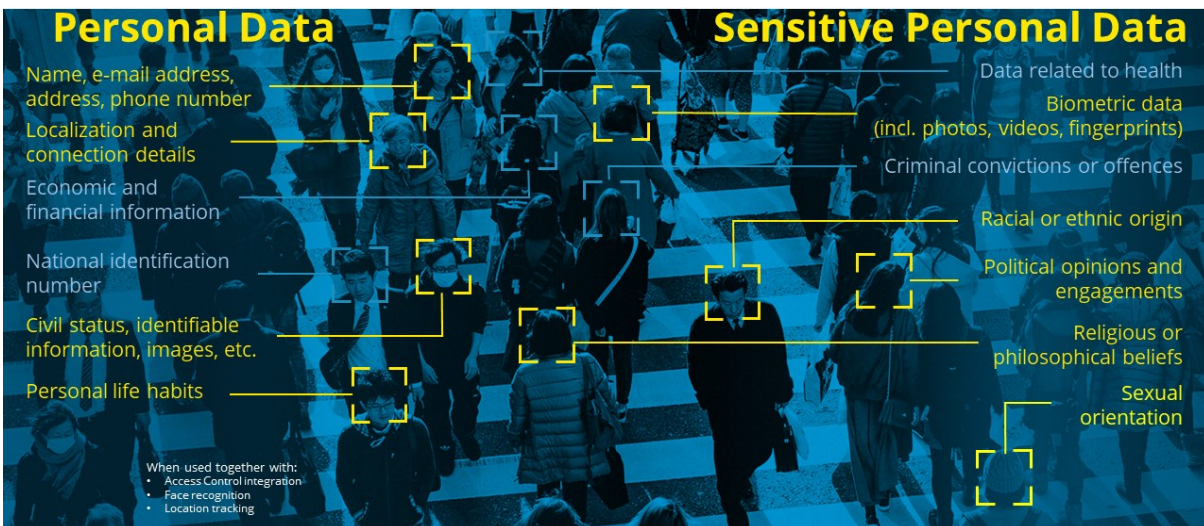 Personal Data
Name, e-mail address,
address, phone number
Localization and
connection details
Economic and
financial information
National identification
number
Civil status, identifiable
information, images, etc.
Personal life habits
When used together with:
• Access Control integration
• Face recognition
• Location tracking
Sensitive Personal Data
Data related to health
Biometric data
(incl. photos, videos, fingerprints)
Criminal convictions or offences
Racial or ethnic origin
Political opinions and
engagements
Religious or
philosophical beliefs
Sexual
orientation